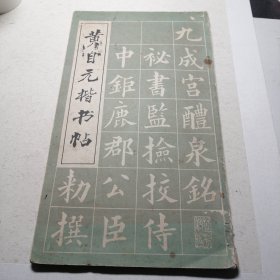 黄自元楷书帖
九成宫醴泉銘
秘書監撿挍侍
中鉅鹿郡公臣
勑撰